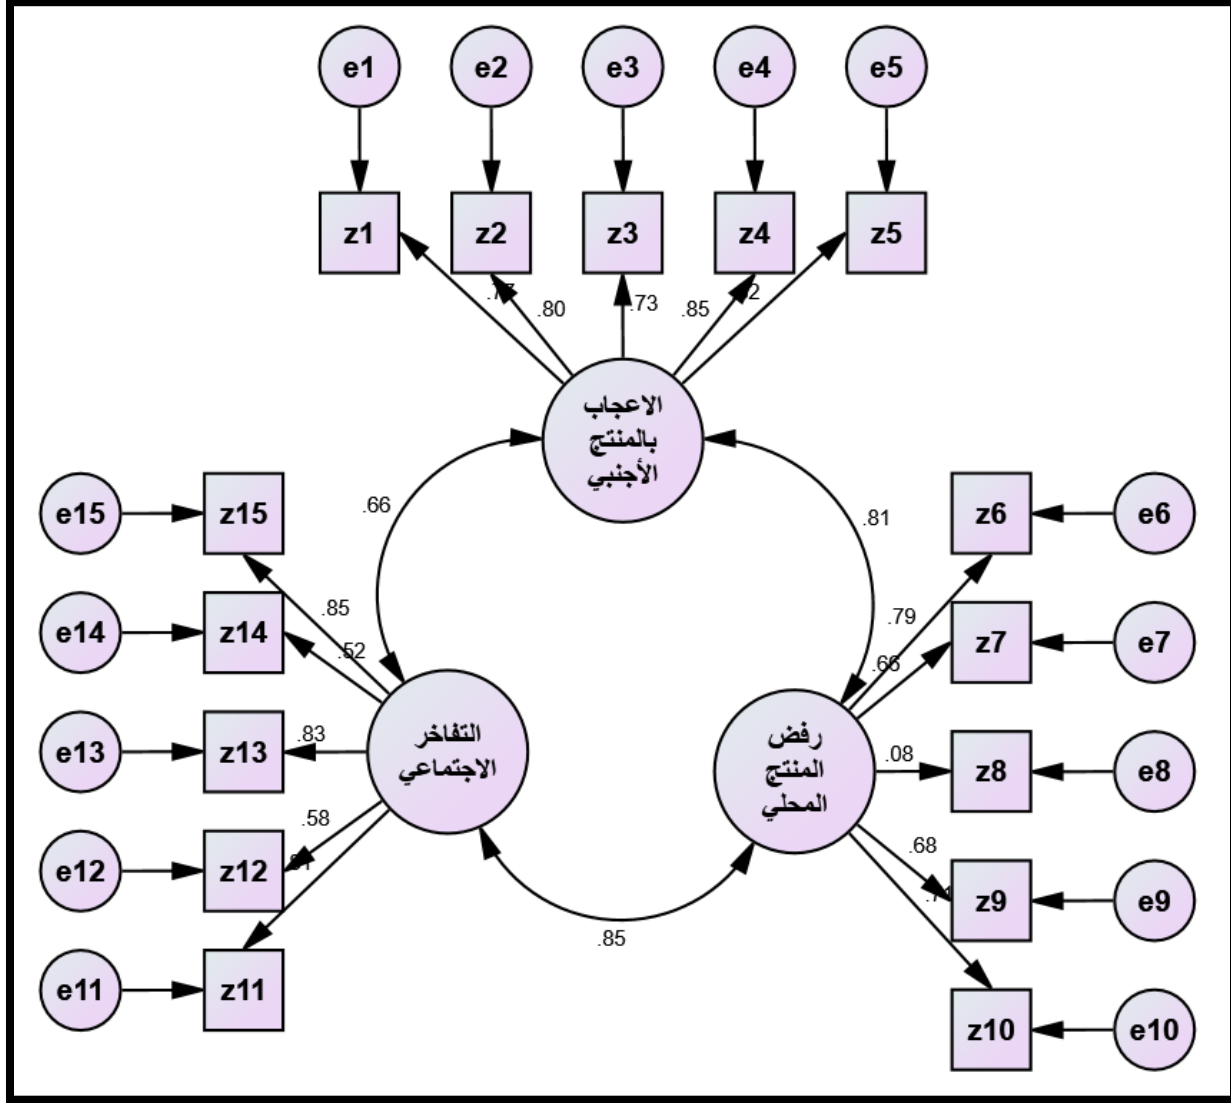 e1 e2 e3 e4 e5
z1 z2 z3 z4 z5
.80 .73 .85
الاعجاب
بالمنتج
الأجنبي
.66 .81
e15 z15
z6 e6
.85
.79
e14 z14
.52
z7 e7
.66
e13 z13 .83
التفاخر
الاجتماعي
رفض
المنتج
المحلي
.08 z8 e8
.58
e12 z12
.68
z9 e9
.85
e11 z11
z10 e10